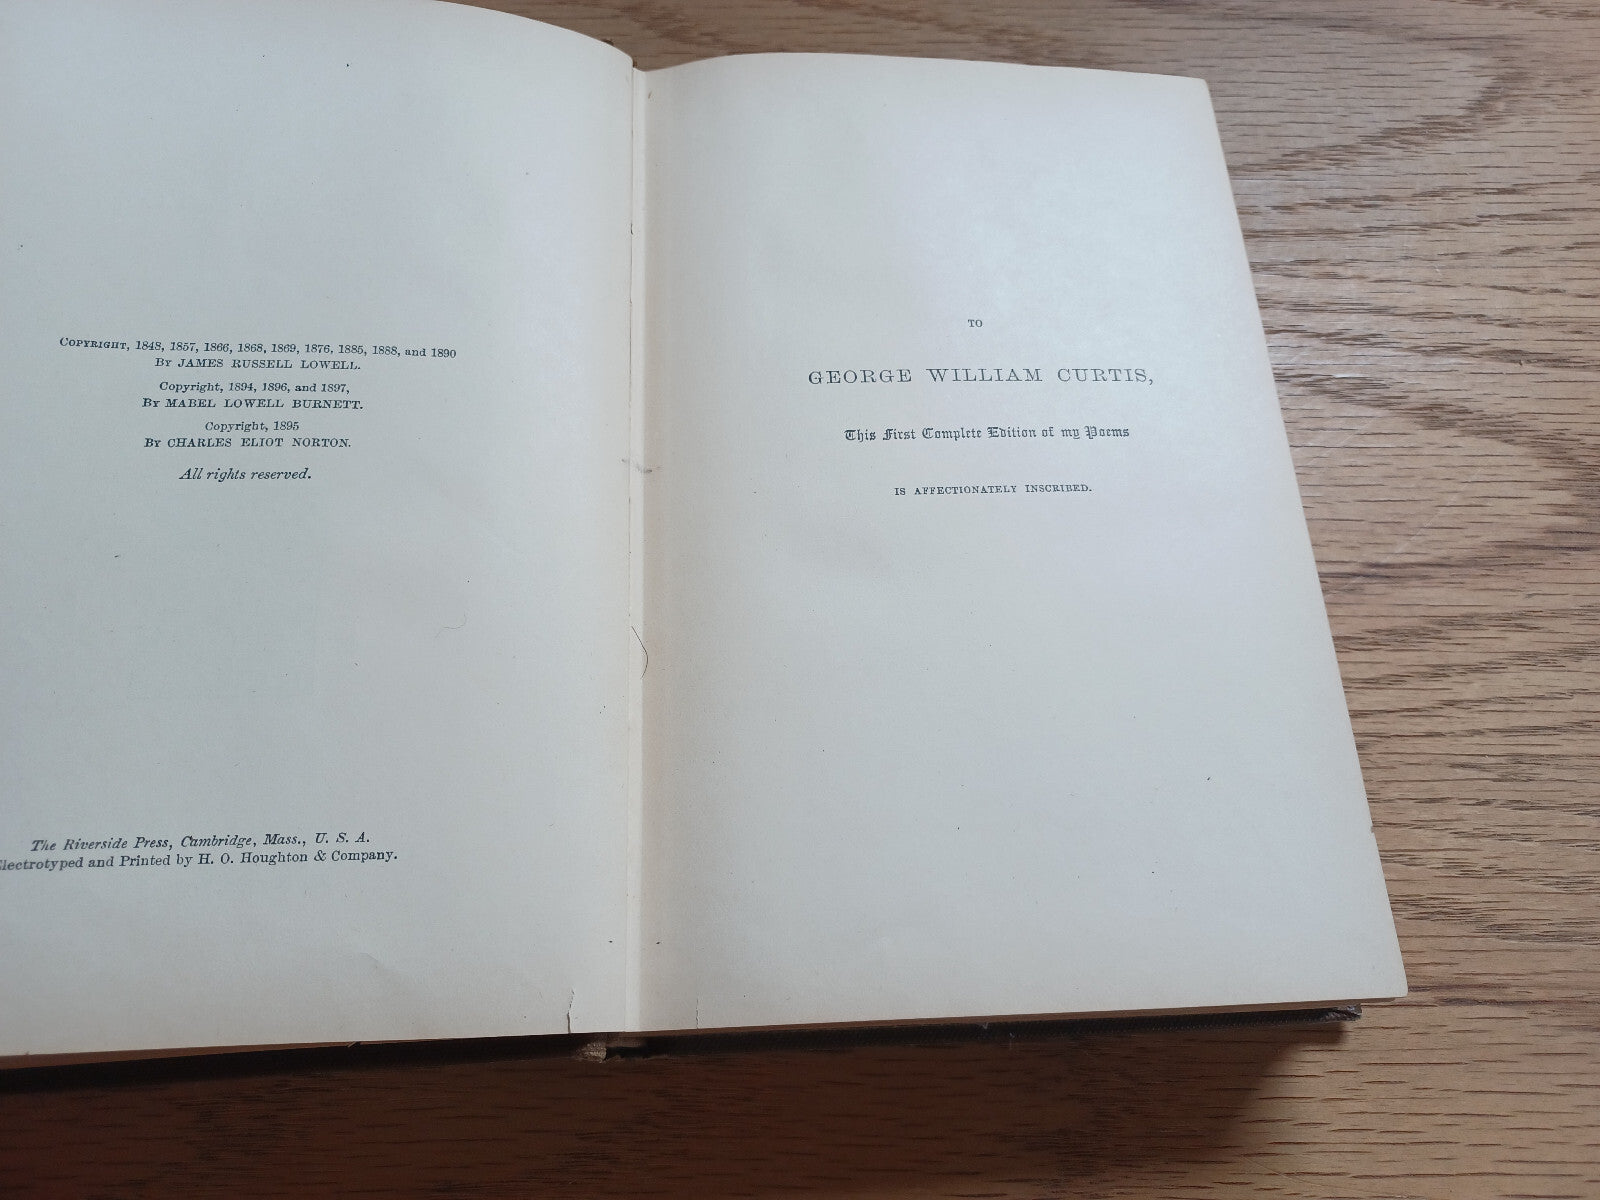 COPYRIGHT, 1848, 1857, 1866, 1868, 1869, 1876, 1885, 1888, and 1890
BY JAMES RUSSELL LOWELL.
Copyright, 1894, 1896, and 1897,
BY MABEL LOWELL BURNETT.
Copyright, 1895
BY CHARLES ELIOT NORTON.
All rights reserved.
The Riverside Press, Cambridge, Mass., U. S. A.
Electrotyped and Printed by H. O. Houghton & Company.
TO
GEORGE WILLIAM CURTIS,
This First Complete Edition of my Poems
IS AFFECTIONATELY INSCRIBED.